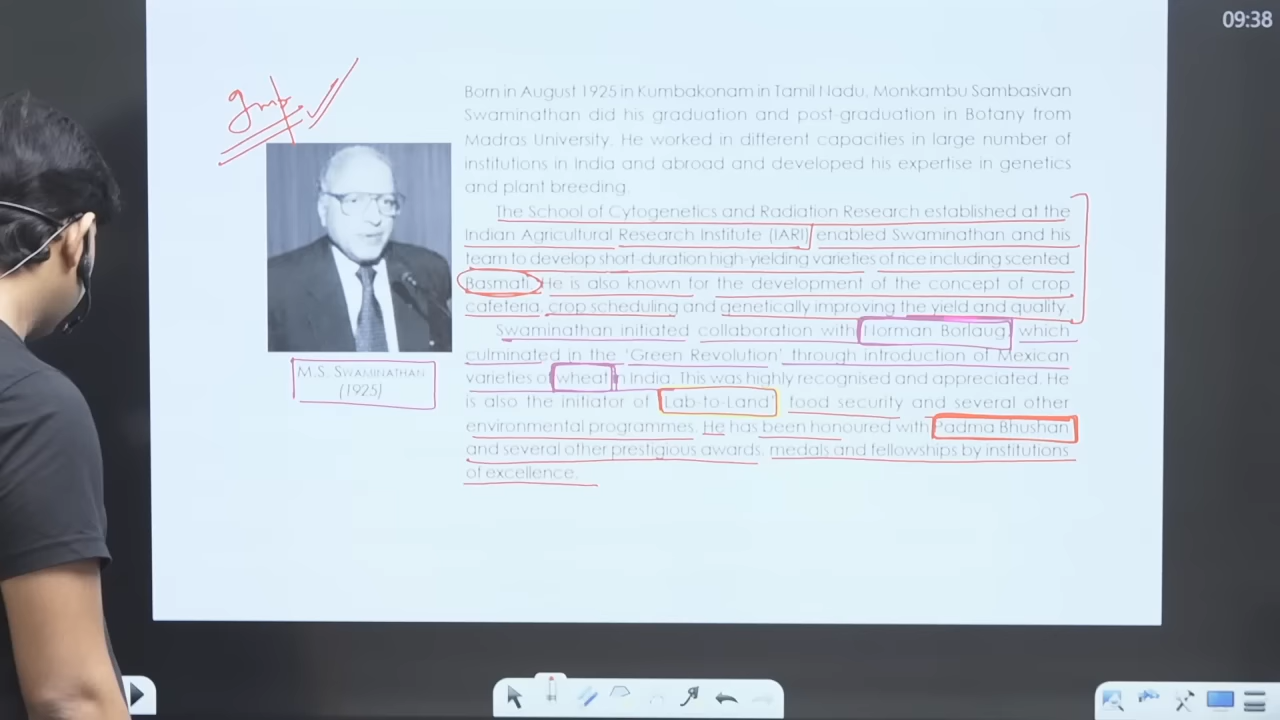 09:38
Imp
Born in August 1925 in Kumbakonam in Tamil Nadu, Monkambu Sambasivan
Swaminathan did his graduation and post-graduation in Botany from
Madras University. He worked in different capacities in large number of
institutions in India and abroad and developed his expertise in genetics
and plant breeding.
The School of Cytogenetics and Radiation Research established at the
Indian Agricultural Research Institute (IARI) enabled Swaminathan and his
team to develop short-duration high-yielding varieties of rice including scented
Basmati. He is also known for the development of the concept of crop
cafeteria, crop scheduling and genetically improving the yield and quality.
Swaminathan initiated collaboration with Norman Borlaug, which
culminated in the 'Green Revolution' through introduction of Mexican
varieties of wheat in India. This was highly recognised and appreciated. He
is also the initiator of 'Lab-to-Land' food security and several other
environmental programmes. He has been honoured with Padma Bhushan
and several other prestigious awards, medals and fellowships by institutions
of excellence.
M.S. SWAMINATHAN
(1925)